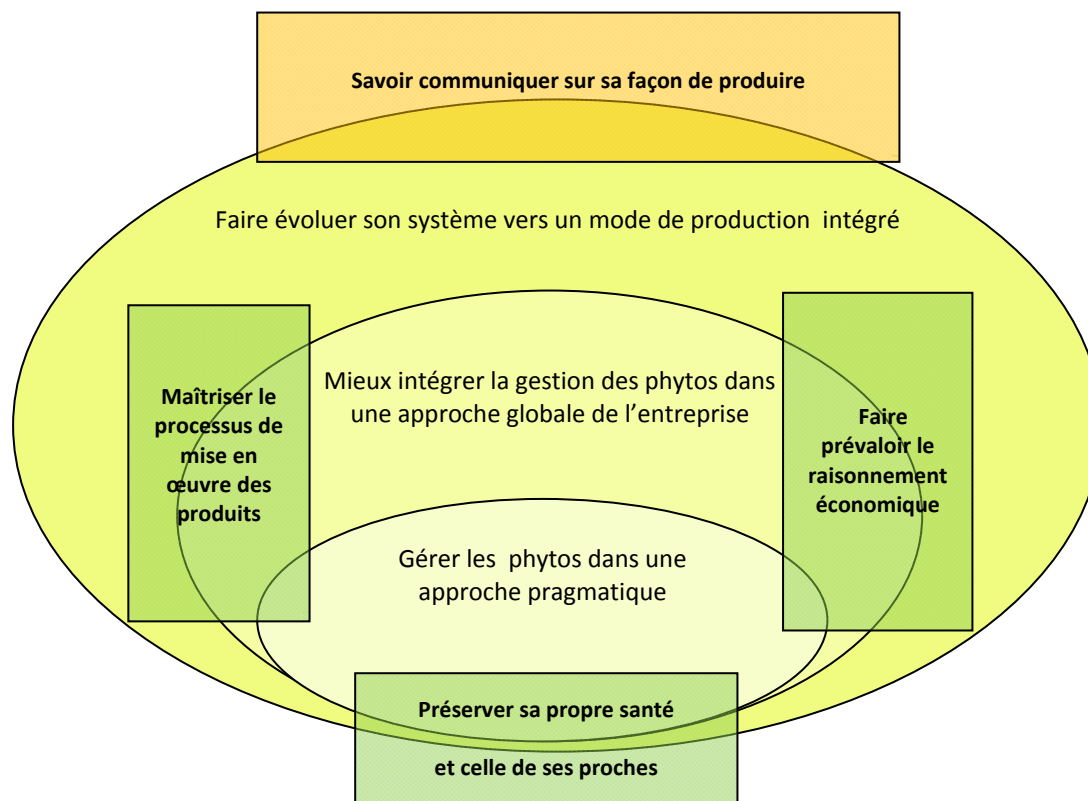 Savoir communiquer sur sa façon de produire
Faire évoluer son système vers un mode de production intégré
Mieux intégrer la gestion des phytos dans
une approche globale de l’entreprise
Maîtriser le
processus de
mise en
œuvre des
produits
Faire
prévaloir le
raisonnement
économique
Gérer les phytos dans une
approche pragmatique
Préserver sa propre santé
et celle de ses proches